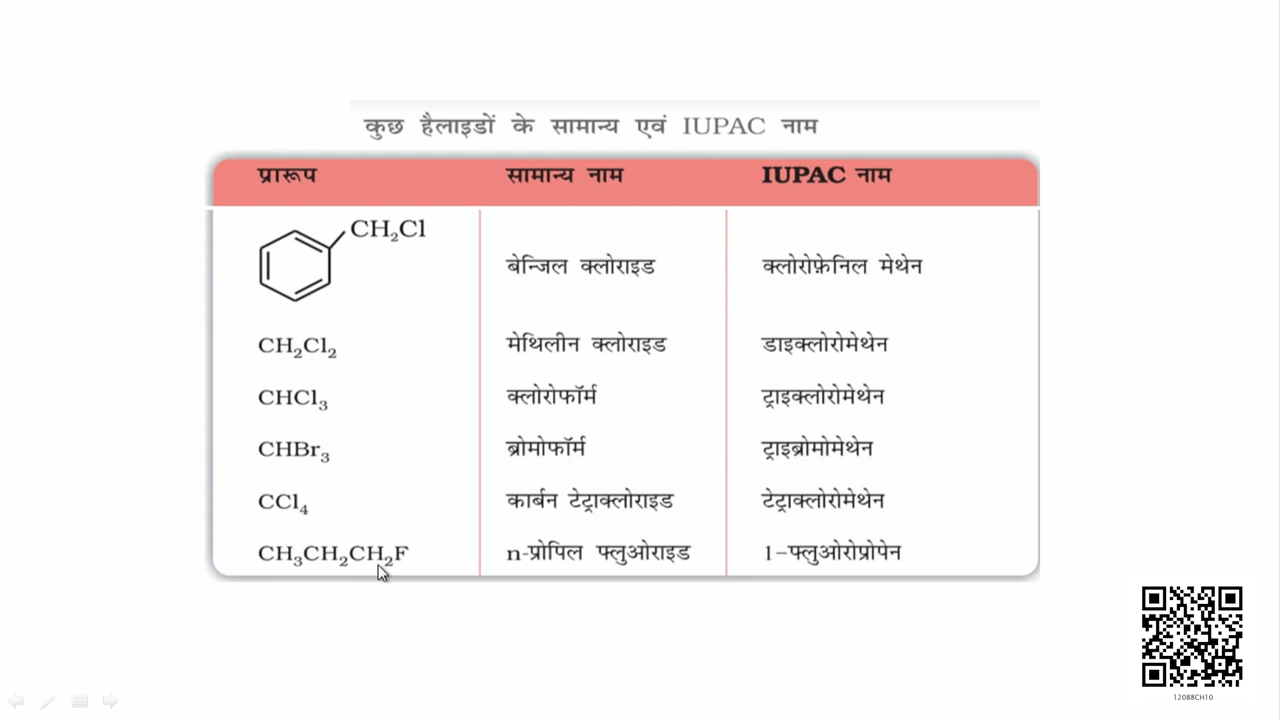 कुछ हैलाइडों के सामान्य एवं IUPAC नाम
प्रारूप सामान्य नाम IUPAC नाम
CH₂Cl
बेन्जिल क्लोराइड क्लोरोफ़ेनिल मेथेन
CH₂Cl₂ मेथिलीन क्लोराइड डाइक्लोरोमेथेन
CHCl₃ क्लोरोफॉर्म ट्राइक्लोरोमेथेन
CHBr₃ ब्रोमोफॉर्म ट्राइब्रोमोमेथेन
CCl₄ कार्बन टेट्राक्लोराइड टेट्राक्लोरोमेथेन
CH₃CH₂CH₂F n-प्रोपिल फ्लुओराइड 1-फ्लुओरोप्रोपेन
12088CH10